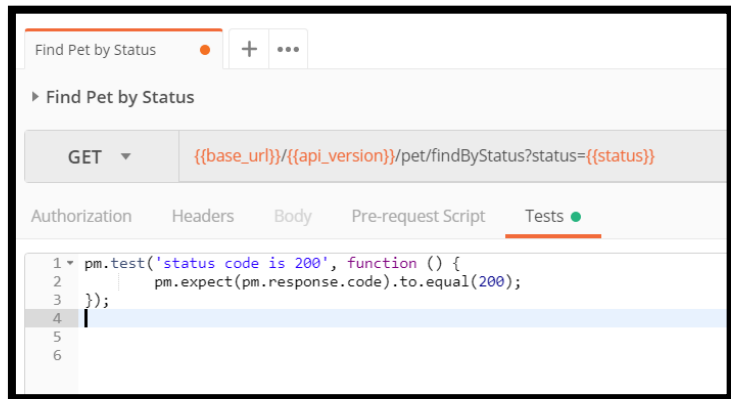 Find Pet by Status
Find Pet by Status
GET {{base_url}}/{{api_version}}/pet/findByStatus?status={{status}}
Authorization Headers Body Pre-request Script Tests
1 pm.test('status code is 200', function () {
2 pm.expect(pm.response.code).to.equal(200);
3 });
4
5
6